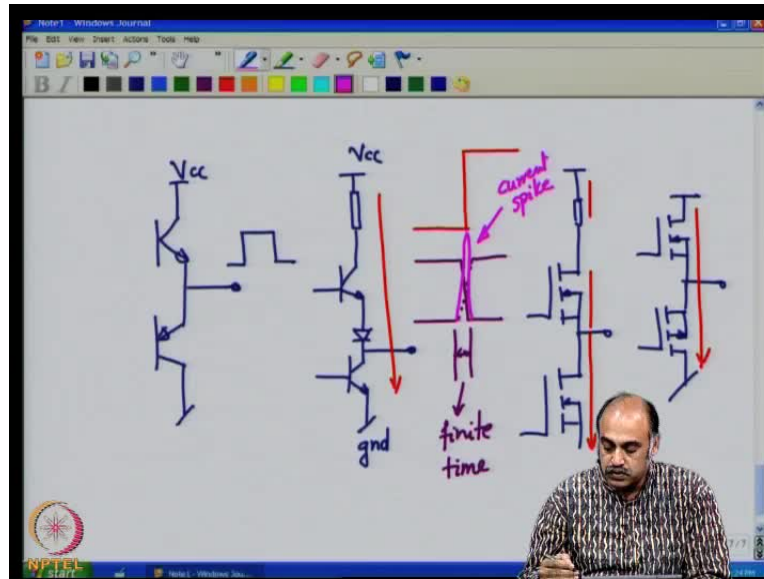 Note1 - Windows Journal
File Edit View Insert Actions Tools Help
B I
Vcc
Vcc
current
spike
gnd
finite
time
NPTEL
start
Note1 - Windows Jou...